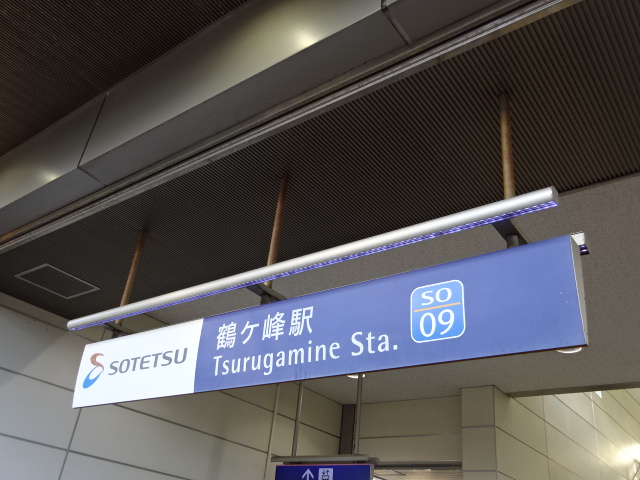 SOTETSU
鶴ケ峰駅
Tsurugamine Sta.
SO
09